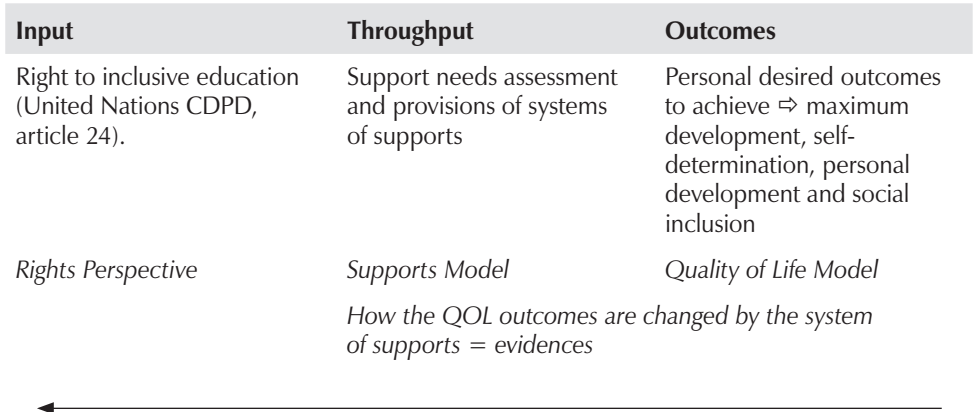 Input Throughput Outcomes
Right to inclusive education
(United Nations CDPD,
article 24).
Support needs assessment
and provisions of systems
of supports
Personal desired outcomes
to achieve ⇨ maximum
development, self-
determination, personal
development and social
inclusion
Rights Perspective Supports Model Quality of Life Model
How the QOL outcomes are changed by the system
of supports = evidences